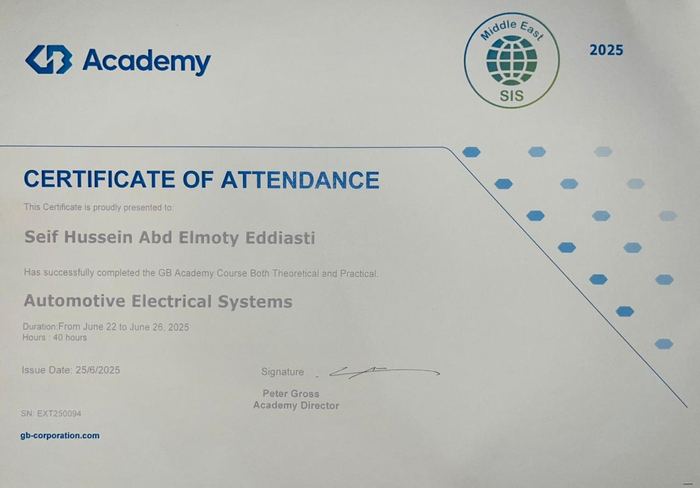 GB Academy
Middle East
SIS
2025
CERTIFICATE OF ATTENDANCE
This Certificate is proudly presented to:
Seif Hussein Abd Elmoty Eddiasti
Has successfully completed the GB Academy Course Both Theoretical and Practical.
Automotive Electrical Systems
Duration:From June 22 to June 26, 2025
Hours : 40 hours
Issue Date: 25/6/2025
Signature .
Peter Gross
Academy Director
SN: EXT250094
gb-corporation.com